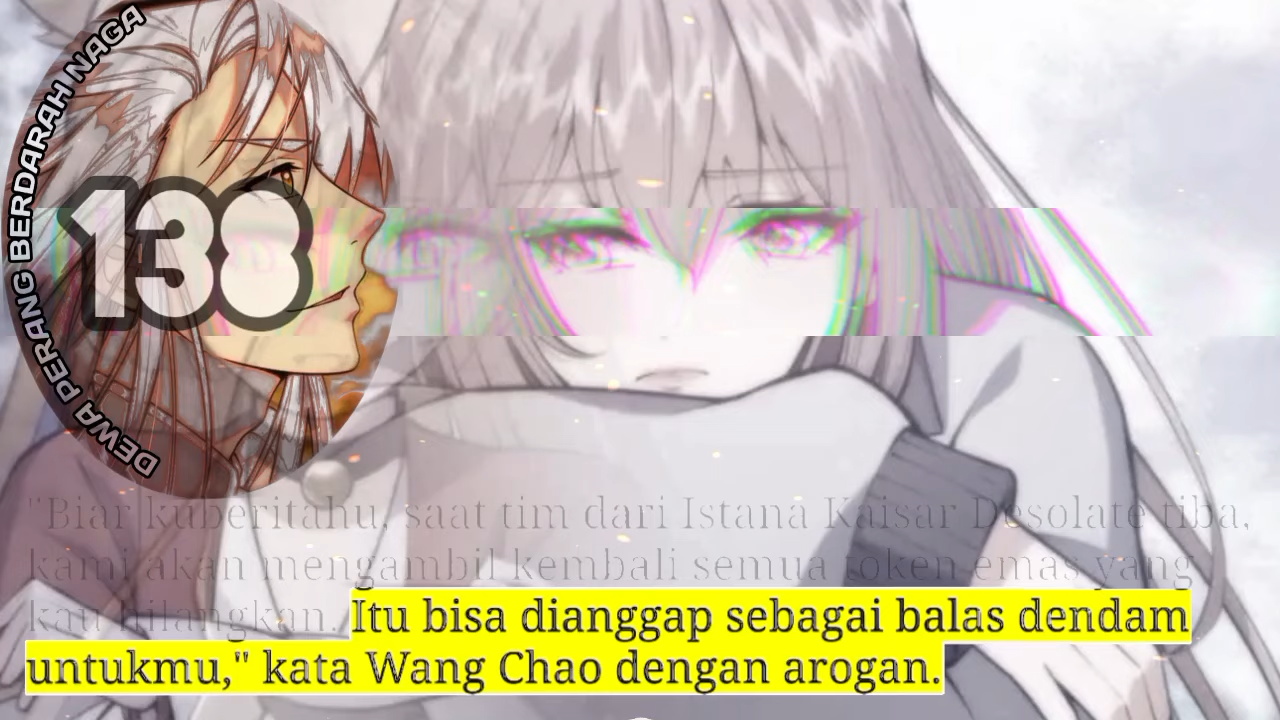 DEWA PERANG BERDARAH NAGA
138
"Biar kuberitahu, saat tim dari Istana Kaisar Desolate tiba,
kami akan mengambil kembali semua token emas yang
kau hilangkan. Itu bisa dianggap sebagai balas dendam
untukmu," kata Wang Chao dengan arogan.